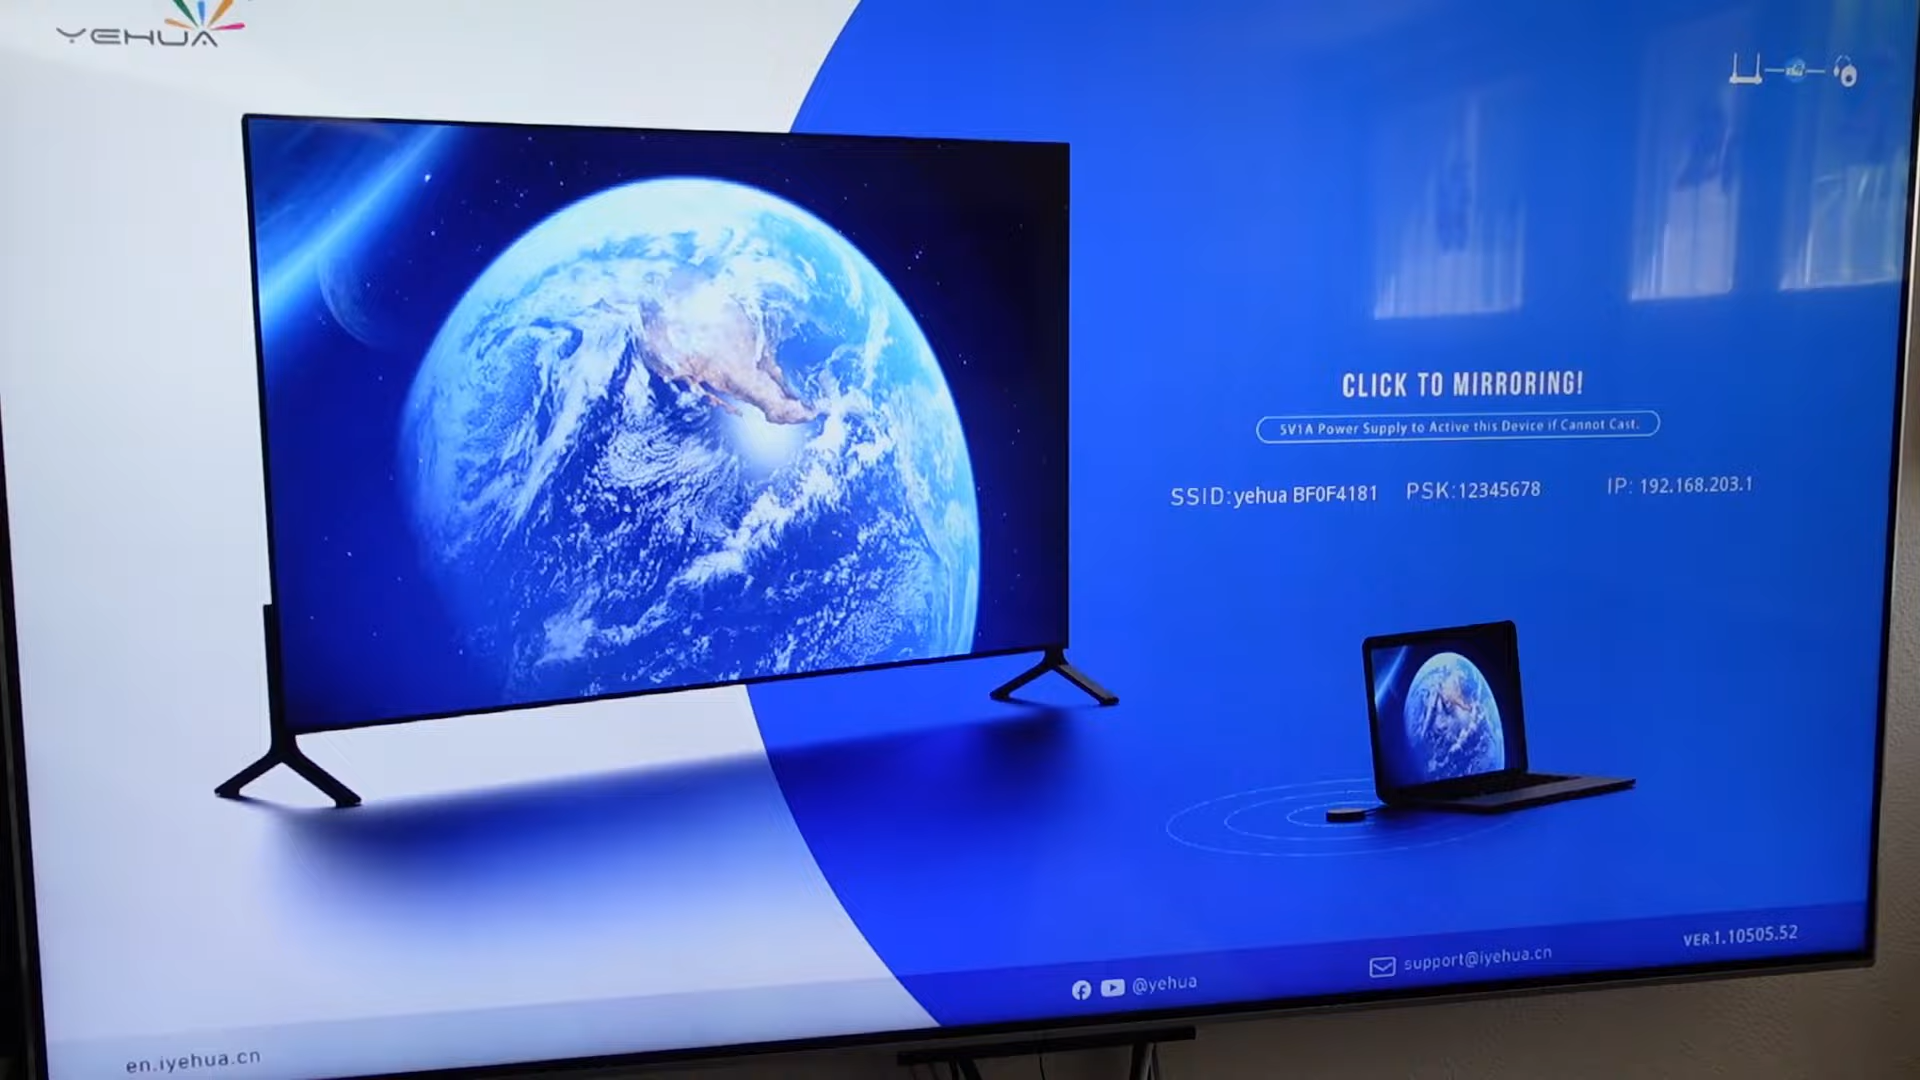 YEHUA
CLICK TO MIRRORING!
5V1A Power Supply to Active this Device if Cannot Cast.
SSID:yehua BF0F4181 PSK:12345678 IP: 192.168.203.1
@yehua
support@iyehua.cn
VER.1.10505.52
en.iyehua.cn